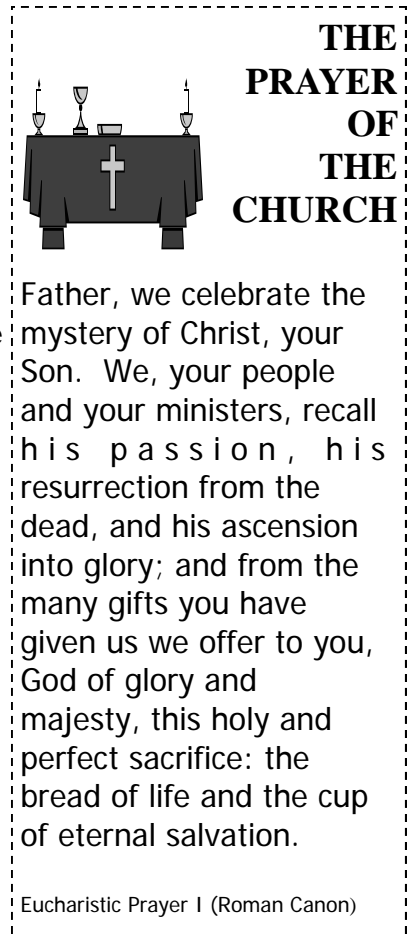 THE
PRAYER
OF
THE
CHURCH
Father, we celebrate the
mystery of Christ, your
Son. We, your people
and your ministers, recall
his passion, his
resurrection from the
dead, and his ascension
into glory; and from the
many gifts you have
given us we offer to you,
God of glory and
majesty, this holy and
perfect sacrifice: the
bread of life and the cup
of eternal salvation.
Eucharistic Prayer I (Roman Canon)